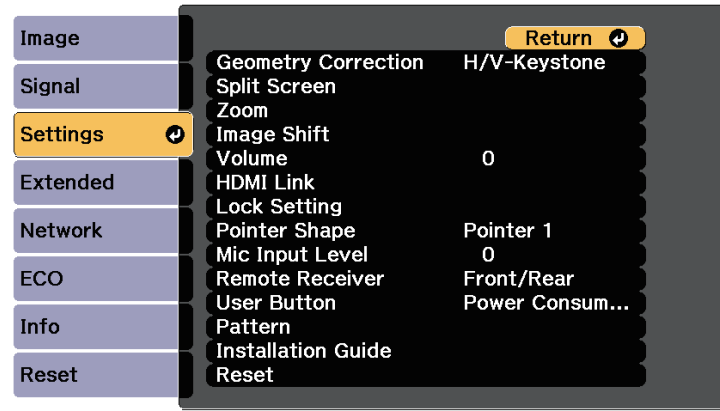 Image
Signal
Settings
Extended
Network
ECO
Info
Reset
Return
Geometry Correction H/V-Keystone
Split Screen
Zoom
Image Shift
Volume 0
HDMI Link
Lock Setting
Pointer Shape Pointer 1
Mic Input Level 0
Remote Receiver Front/Rear
User Button Power Consum...
Pattern
Installation Guide
Reset